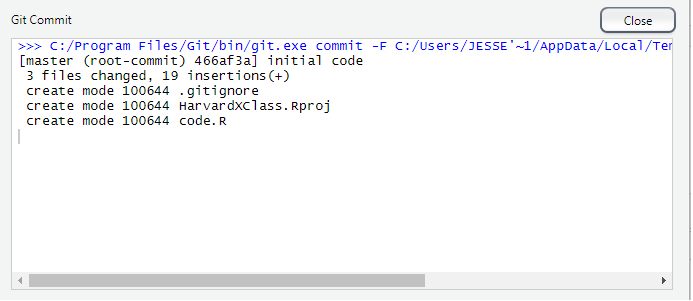 Git Commit
Close
>>> C:/Program Files/Git/bin/git.exe commit -F C:/Users/JESSE'~1/AppData/Local/Ter
[master (root-commit) 466af3a] initial code
3 files changed, 19 insertions(+)
create mode 100644 .gitignore
create mode 100644 HarvardXClass.Rproj
create mode 100644 code.R